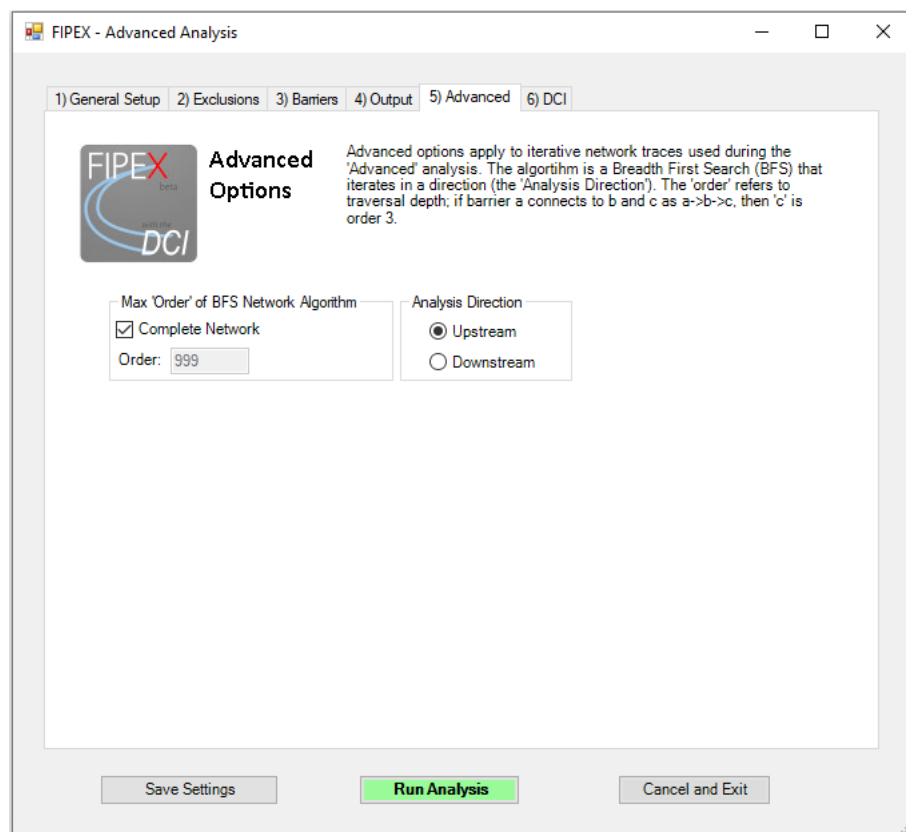 FIPEX - Advanced Analysis
1) General Setup 2) Exclusions 3) Barriers 4) Output 5) Advanced 6) DCI
FIPEX
beta
with the
DCI
Advanced
Options
Advanced options apply to iterative network traces used during the
'Advanced' analysis. The algortihm is a Breadth First Search (BFS) that
iterates in a direction (the 'Analysis Direction'). The 'order' refers to
traversal depth; if barrier a connects to b and c as a->b->c, then 'c' is
order 3.
Max 'Order' of BFS Network Algorithm
Complete Network
Order: 999
Analysis Direction
Upstream
Downstream
Save Settings Run Analysis Cancel and Exit